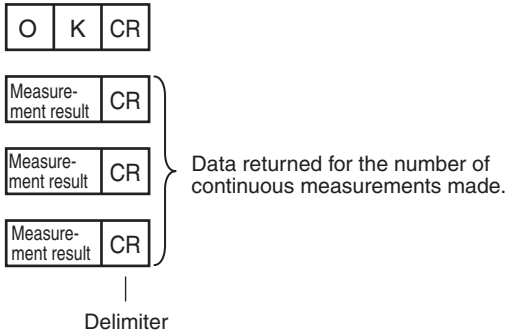 O K CR
Measure-
ment result CR
Measure-
ment result CR
Measure-
ment result CR
Data returned for the number of
continuous measurements made.
Delimiter